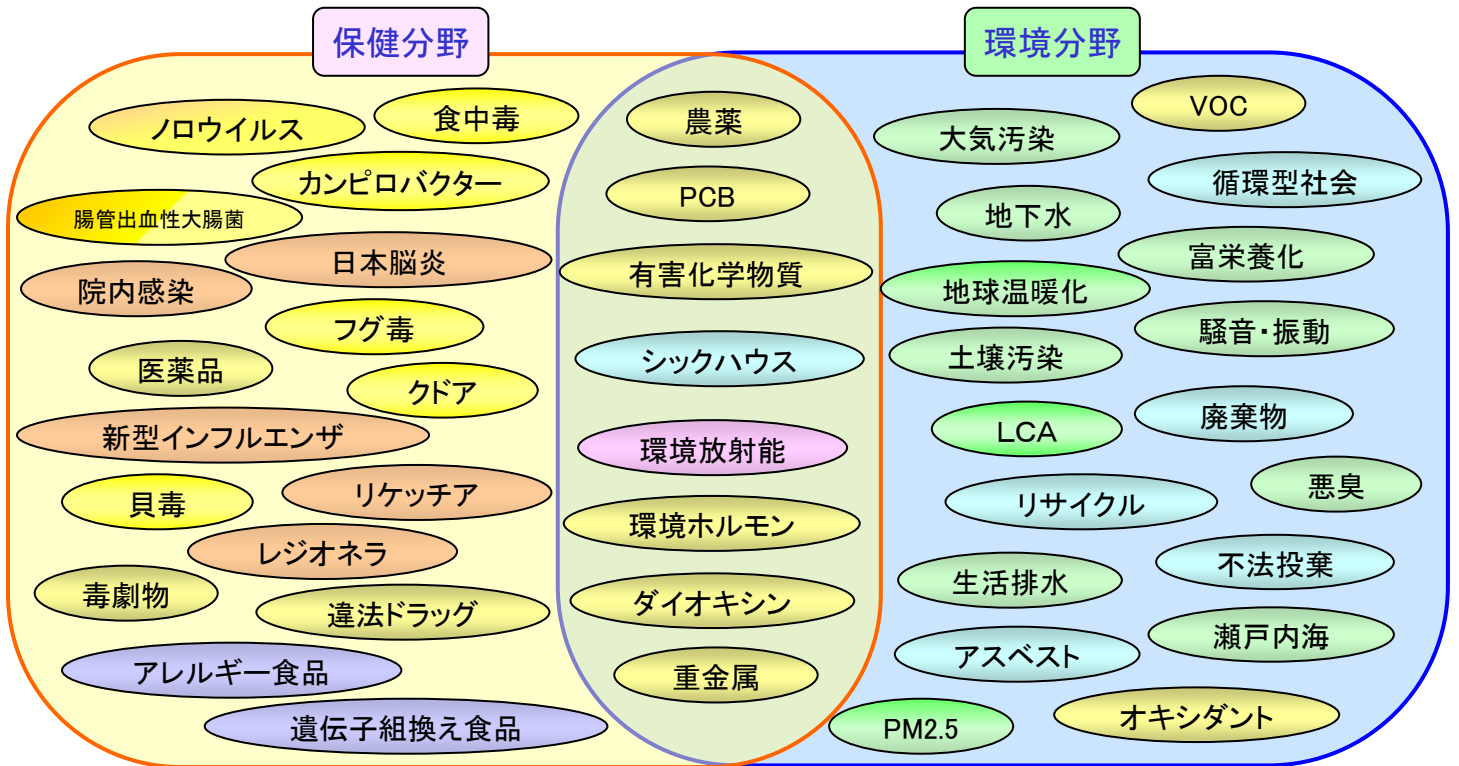 保健分野
環境分野
ノロウイルス
食中毒
カンピロバクター
腸管出血性大腸菌
日本脳炎
院内感染
フグ毒
医薬品
クドア
新型インフルエンザ
貝毒
リケッチア
レジオネラ
毒劇物
違法ドラッグ
アレルギー食品
遺伝子組換え食品
農薬
PCB
有害化学物質
シックハウス
環境放射能
環境ホルモン
ダイオキシン
重金属
VOC
大気汚染
循環型社会
地下水
富栄養化
地球温暖化
騒音・振動
土壌汚染
廃棄物
LCA
悪臭
リサイクル
不法投棄
生活排水
瀬戸内海
アスベスト
オキシダント
PM2.5